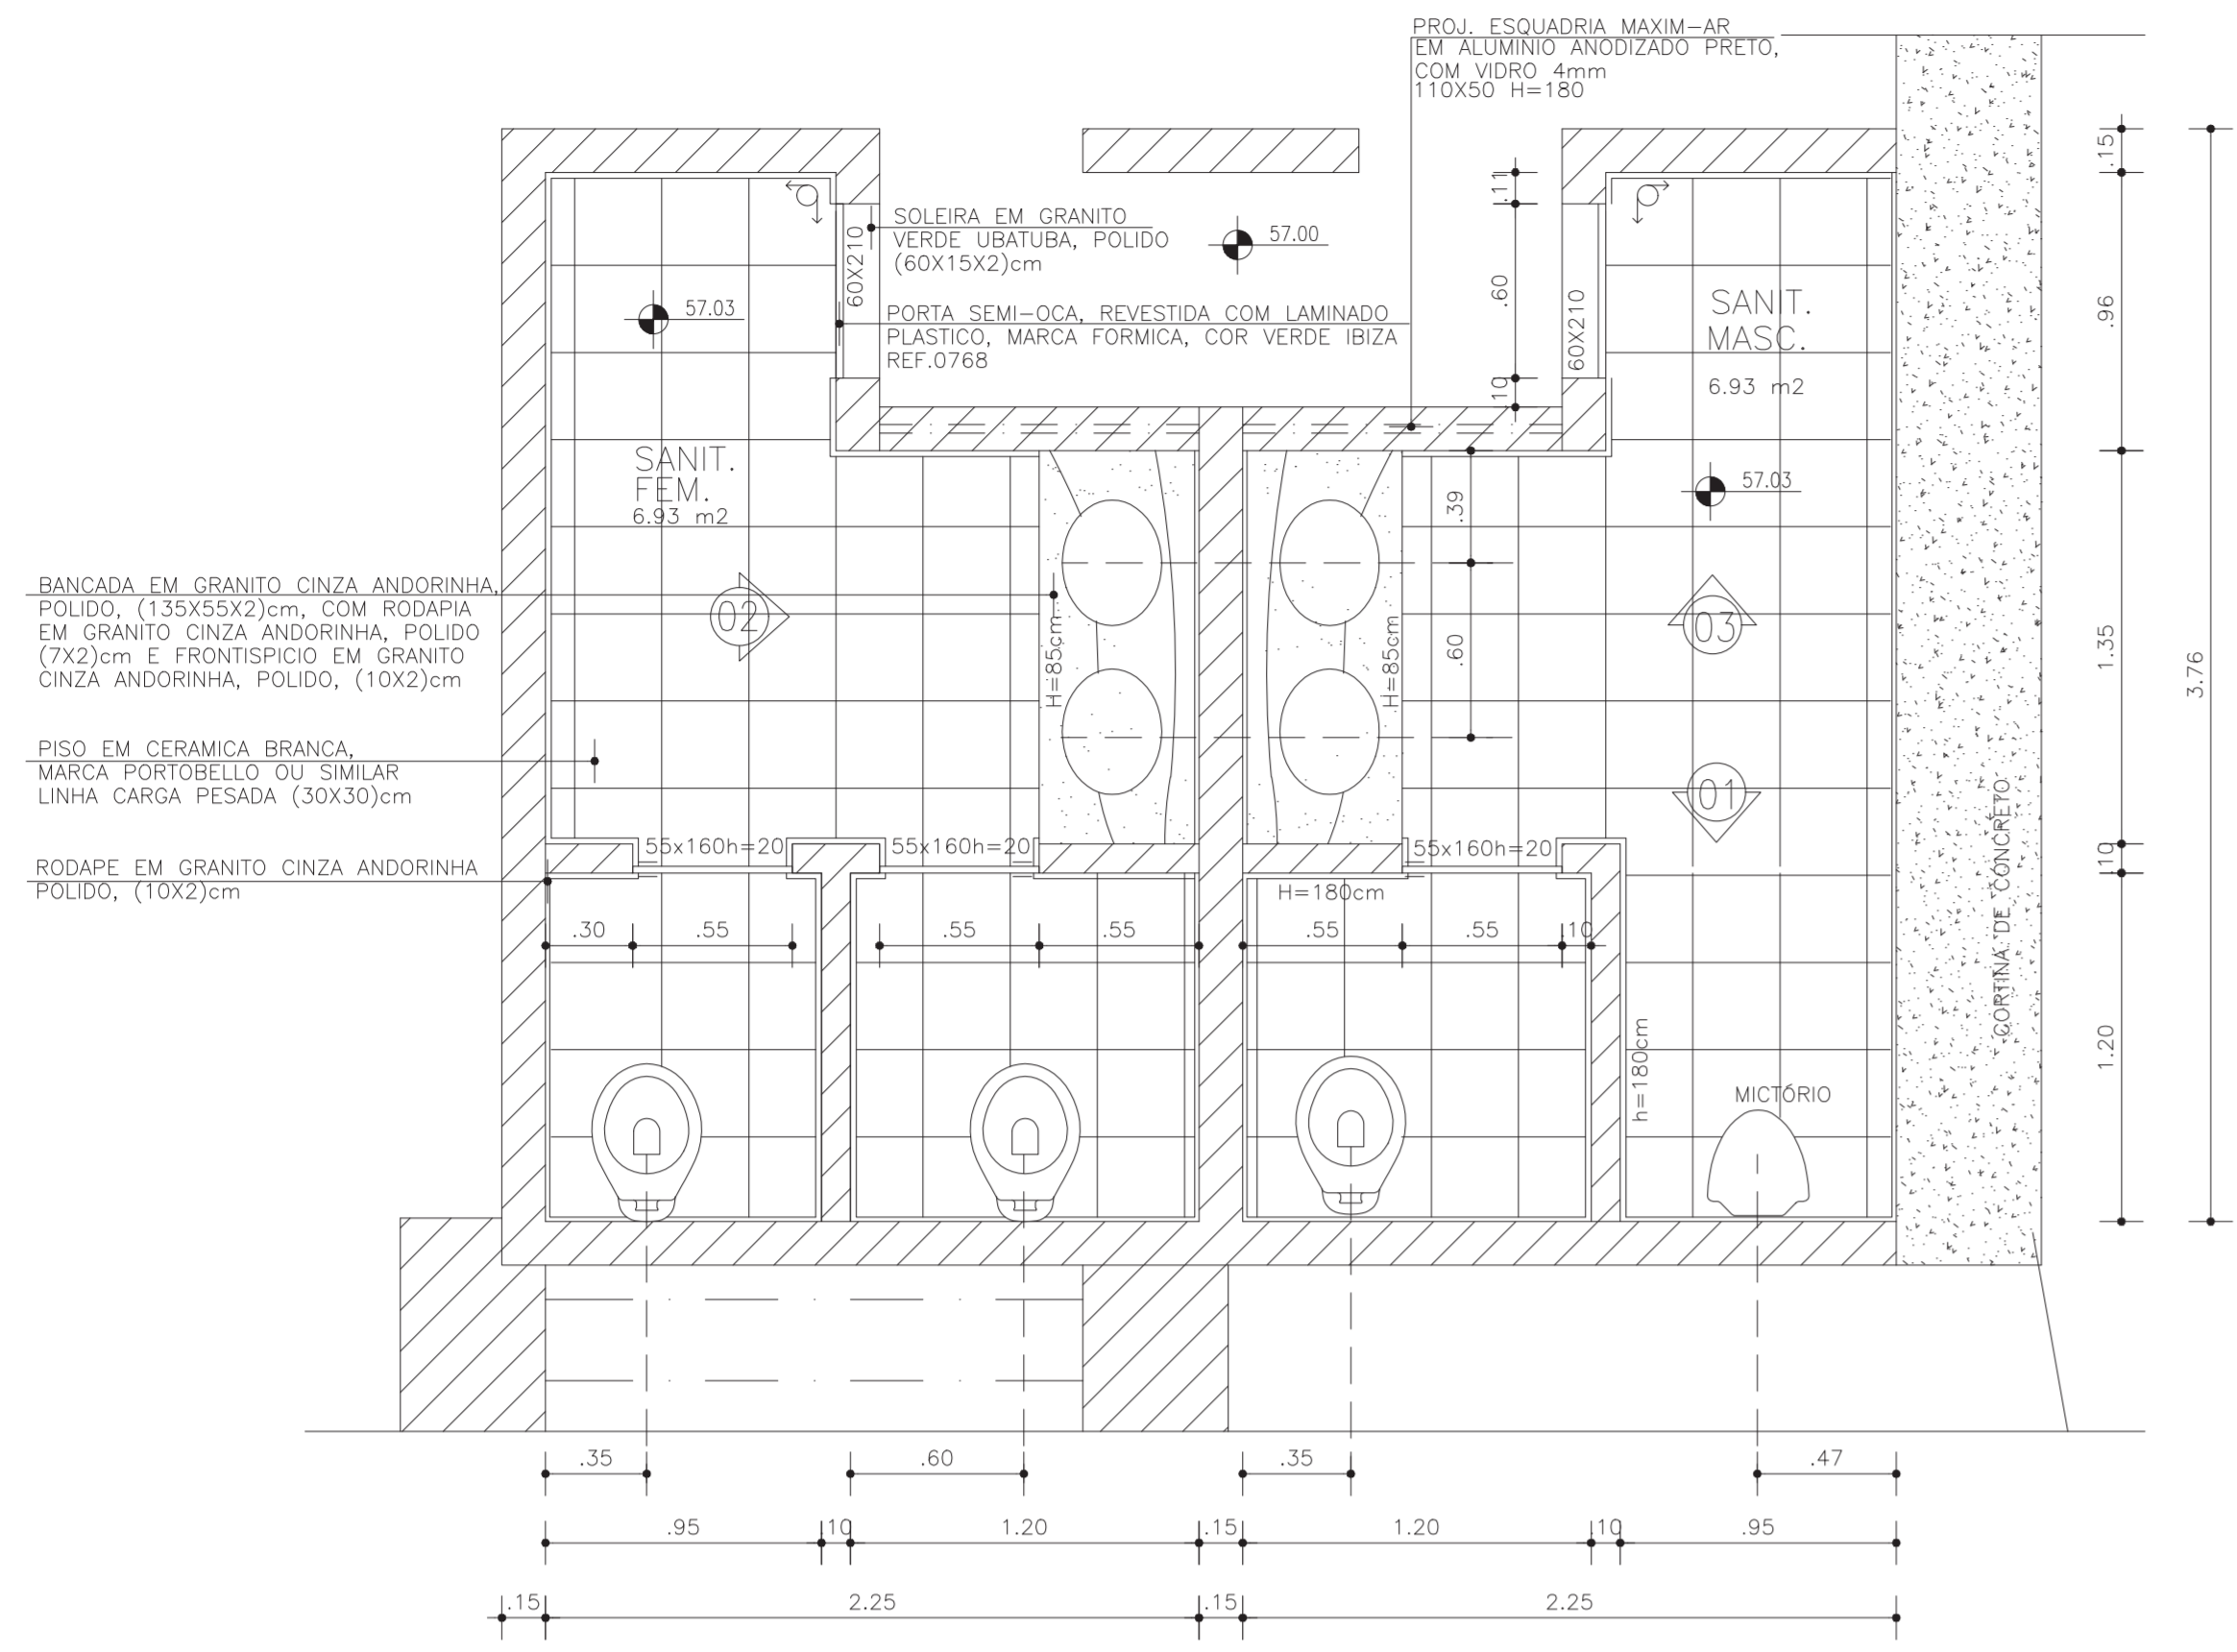 PROJ. ESQUADRIA MAXIM-AR
EM ALUMINIO ANODIZADO PRETO,
COM VIDRO 4mm
110X50 H=180
.15
.11
SOLEIRA EM GRANITO
VERDE UBATUBA, POLIDO
(60X15X2)cm
60X210
57.00
57.03
.60
60X210
SANIT.
MASC.
6.93 m2
.96
3.76
PORTA SEMI-OCA, REVESTIDA COM LAMINADO
PLASTICO, MARCA FORMICA, COR VERDE IBIZA
REF.0768
.10
SANIT.
FEM.
6.93 m2
57.03
.39
BANCADA EM GRANITO CINZA ANDORINHA,
POLIDO, (135X55X2)cm, COM RODAPIA
EM GRANITO CINZA ANDORINHA, POLIDO
(7X2)cm E FRONTISPICIO EM GRANITO
CINZA ANDORINHA, POLIDO, (10X2)cm
02
H=85cm
H=85cm
.60
03
1.35
PISO EM CERAMICA BRANCA,
MARCA PORTOBELLO OU SIMILAR
LINHA CARGA PESADA (30X30)cm
01
CORTINA DE CONCRETO
55x160h=20
55x160h=20
55x160h=20
.10
RODAPE EM GRANITO CINZA ANDORINHA
POLIDO, (10X2)cm
H=180cm
.30
.55
.55
.55
.55
.55
.10
1.20
h=180cm
MICTÓRIO
.35
.60
.35
.47
.95
.10
1.20
.15
1.20
.10
.95
.15
2.25
.15
2.25